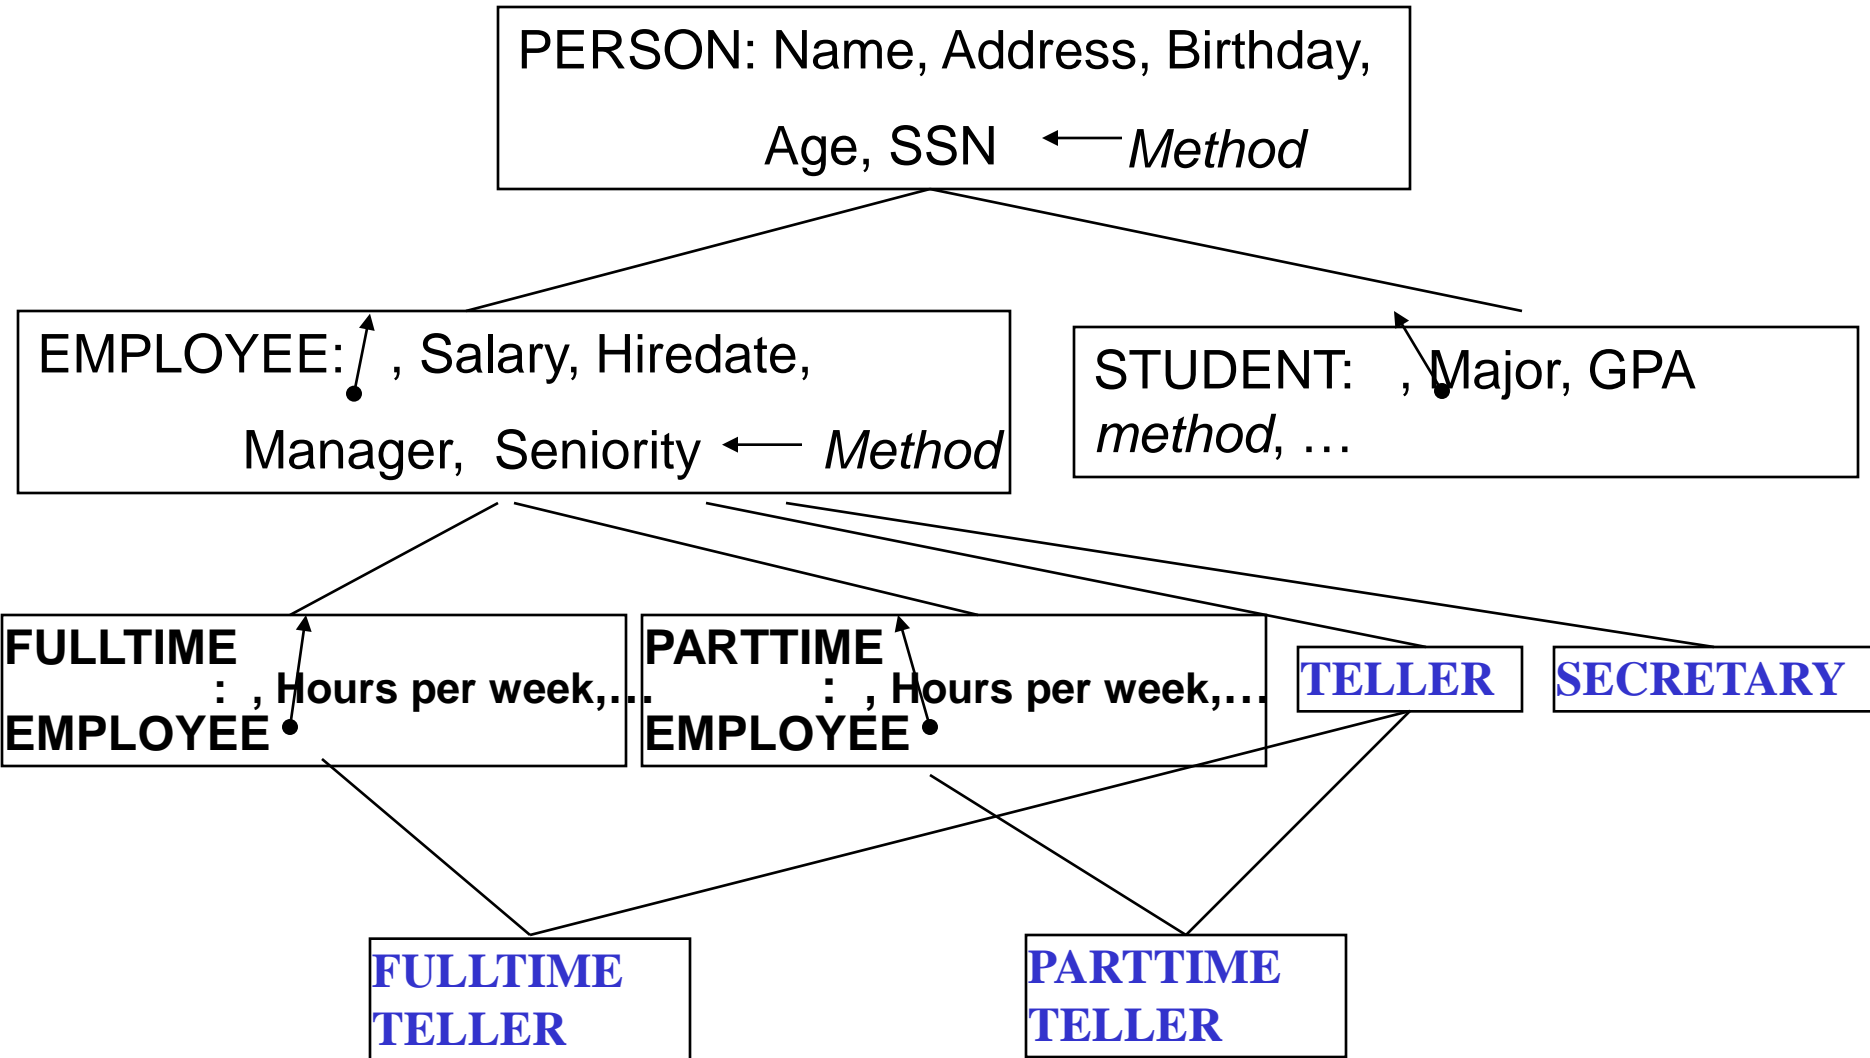 PERSON: Name, Address, Birthday,
Age, SSN Method
EMPLOYEE: , Salary, Hiredate,
Manager, Seniority Method
STUDENT: , Major, GPA
method, …
FULLTIME
: , Hours per week,…
EMPLOYEE
PARTTIME
: , Hours per week,…
EMPLOYEE
TELLER
SECRETARY
FULLTIME
TELLER
PARTTIME
TELLER